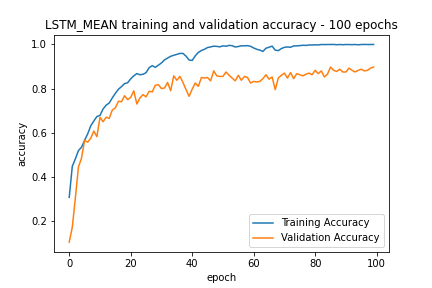 LSTM_MEAN training and validation accuracy - 100 epochs
1.0
0.8
0.6
0.4
0.2
accuracy
0 20 40 60 80 100
epoch
Training Accuracy
Validation Accuracy